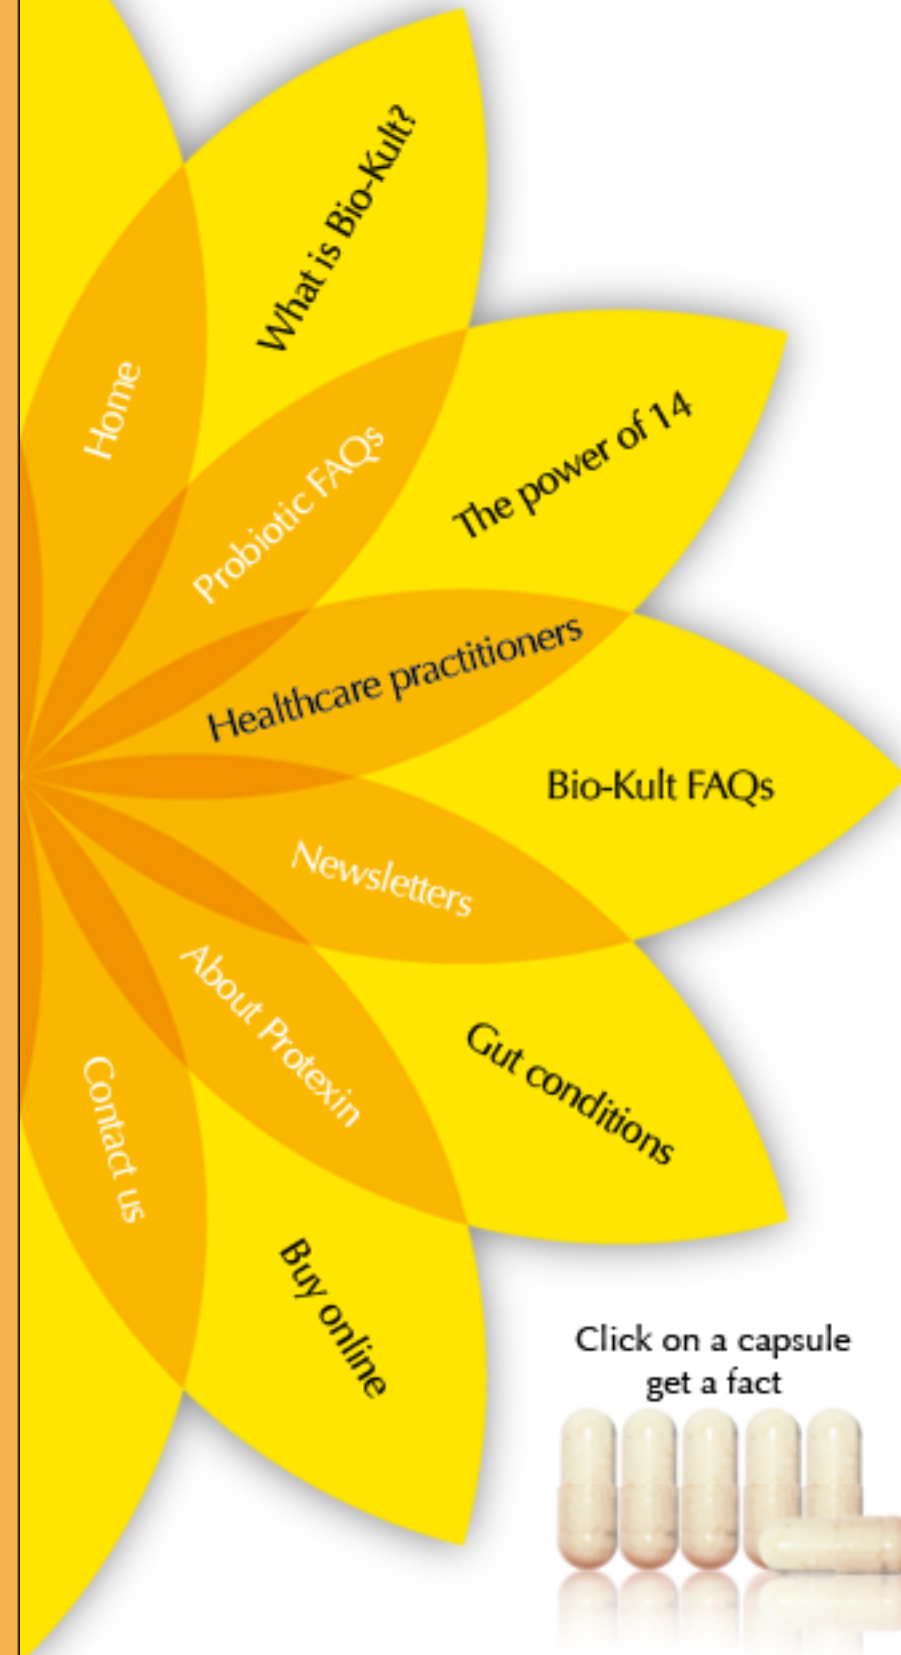 What is Bio-Kult?
Home
The power of 14
Probiotic FAQs
Healthcare practitioners
Bio-Kult FAQs
Newsletters
About Protexin
Gut conditions
Contact us
Buy online
Click on a capsule
get a fact